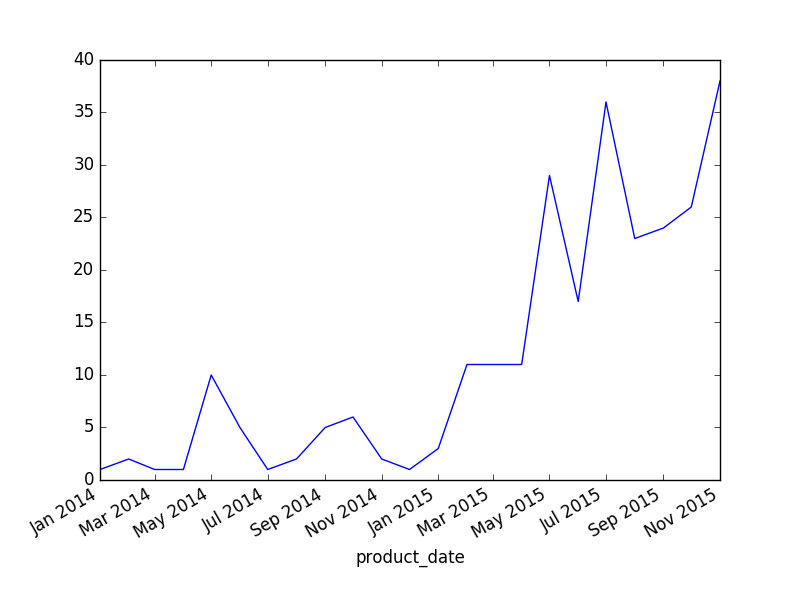 40
35
30
25
20
15
10
5
0
Jan 2014
Mar 2014
May 2014
Jul 2014
Sep 2014
Nov 2014
Jan 2015
Mar 2015
May 2015
Jul 2015
Sep 2015
Nov 2015
product_date